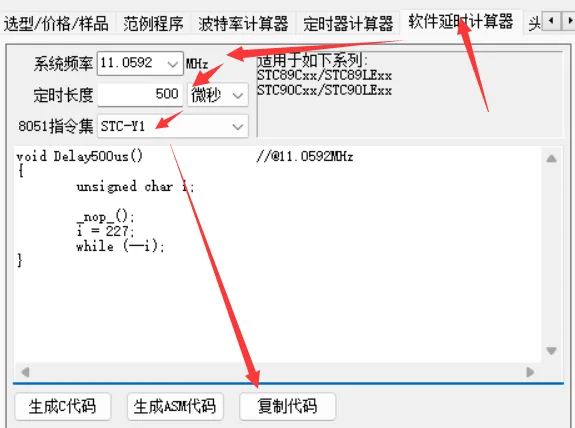 选型/价格/样品 范例程序 波特率计算器 定时器计算器 软件延时计算器 头
系统频率 11.0592 MHz
适用于如下系列:
STC89Cxx/STC89LExx
STC90Cxx/STC90LExx
定时长度 500 微秒
8051指令集 STC-Y1
void Delay500us() //@11.0592MHz
{
unsigned char i;
_nop_();
i = 227;
while (--i);
}
生成C代码 生成ASM代码 复制代码